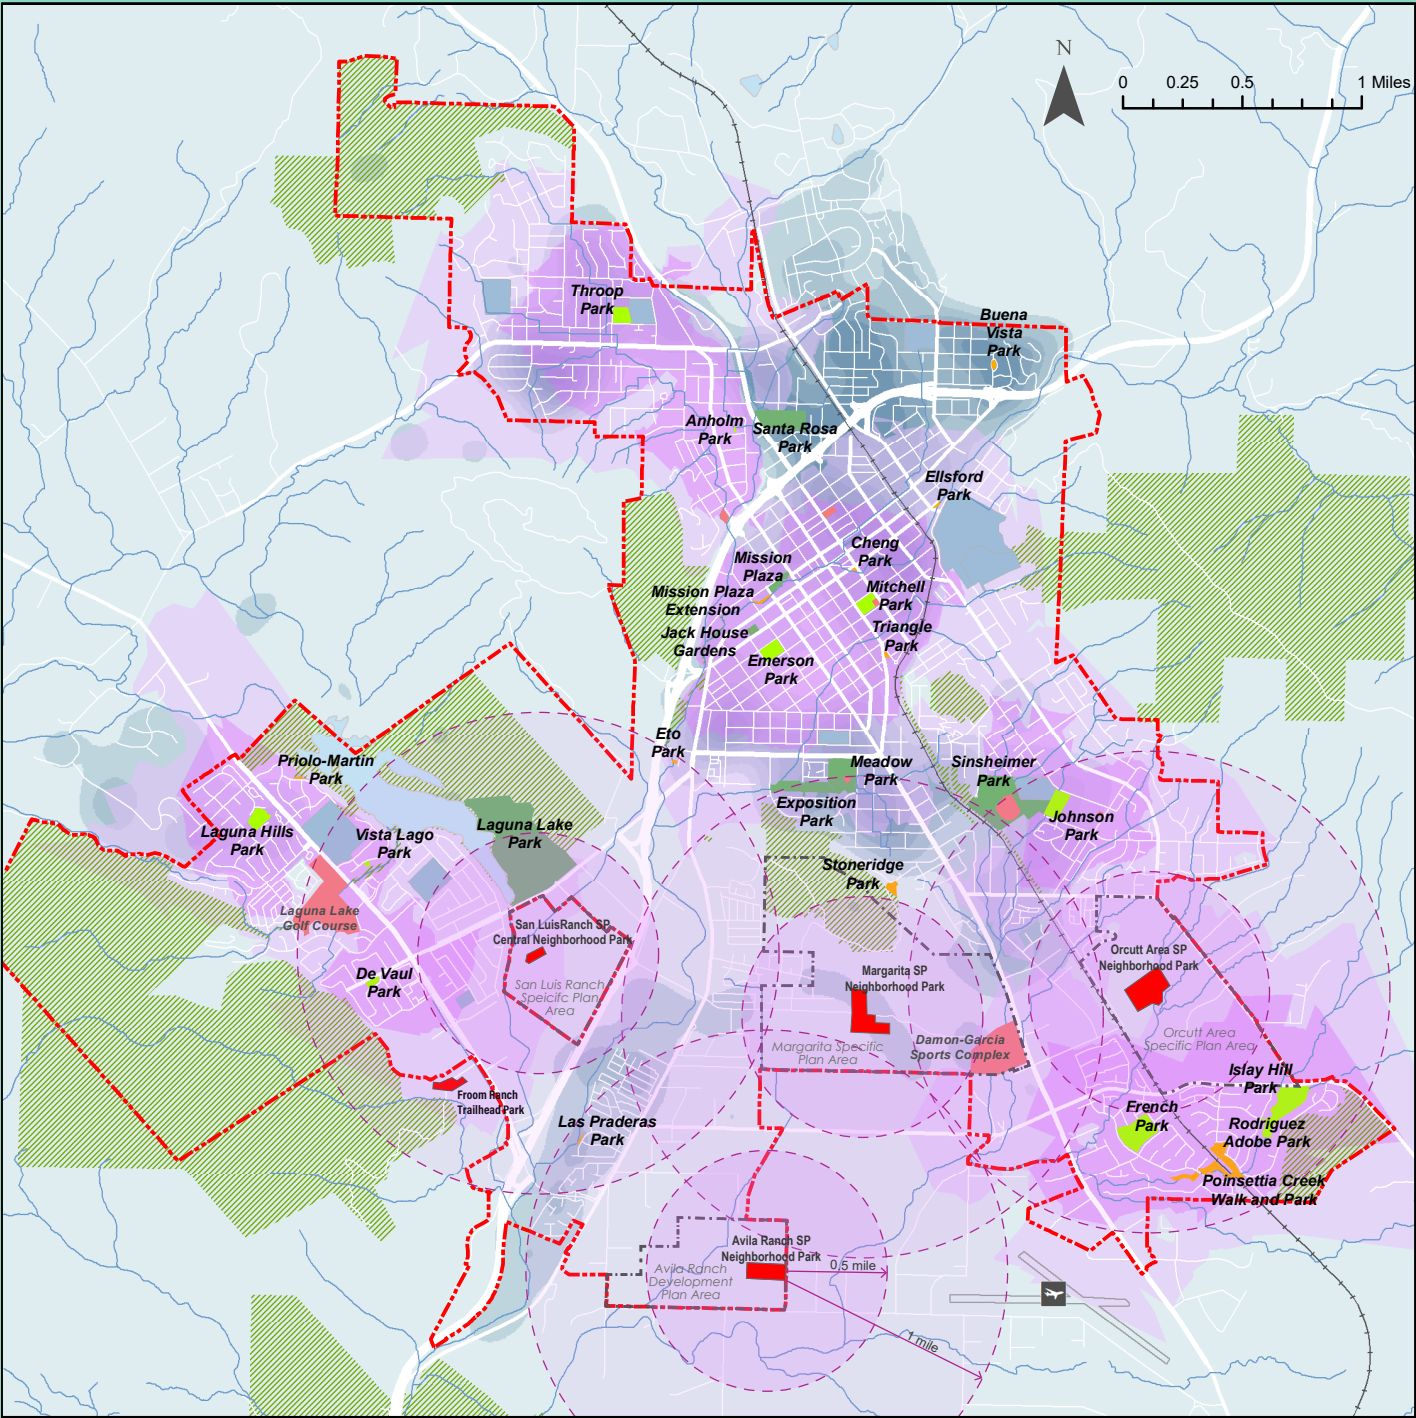 N
0 0.25 0.5 1 Miles
Throop
Park
Buena
Vista
Park
Anholm
Park
Santa Rosa
Park
Ellsford
Park
Cheng
Park
Mission
Plaza
Mission Plaza
Extension
Mitchell
Park
Jack House
Gardens
Triangle
Park
Emerson
Park
Eto
Park
Priolo-Martin
Park
Meadow
Park
Sinsheimer
Park
Exposition
Park
Johnson
Park
Laguna Hills
Park
Vista Lago
Park
Laguna Lake
Park
Stoneridge
Park
Laguna Lake
Golf Course
San LuisRanch SP
Central Neighborhood Park
De Vaul
Park
San Luis Ranch
Speicifc Plan
Area
Margarita SP
Neighborhood Park
Orcutt Area SP
Neighborhood Park
Margarita Specific
Plan Area
Damon-Garcia
Sports Complex
Orcutt Area
Specific Plan Area
Islay Hill
Park
Froom Ranch
Trailhead Park
Las Praderas
Park
French
Park
Rodriguez
Adobe Park
Poinsettia Creek
Walk and Park
Avila Ranch SP
Neighborhood Park
Avila Ranch
Development
Plan Area
0.5 mile
1 mile